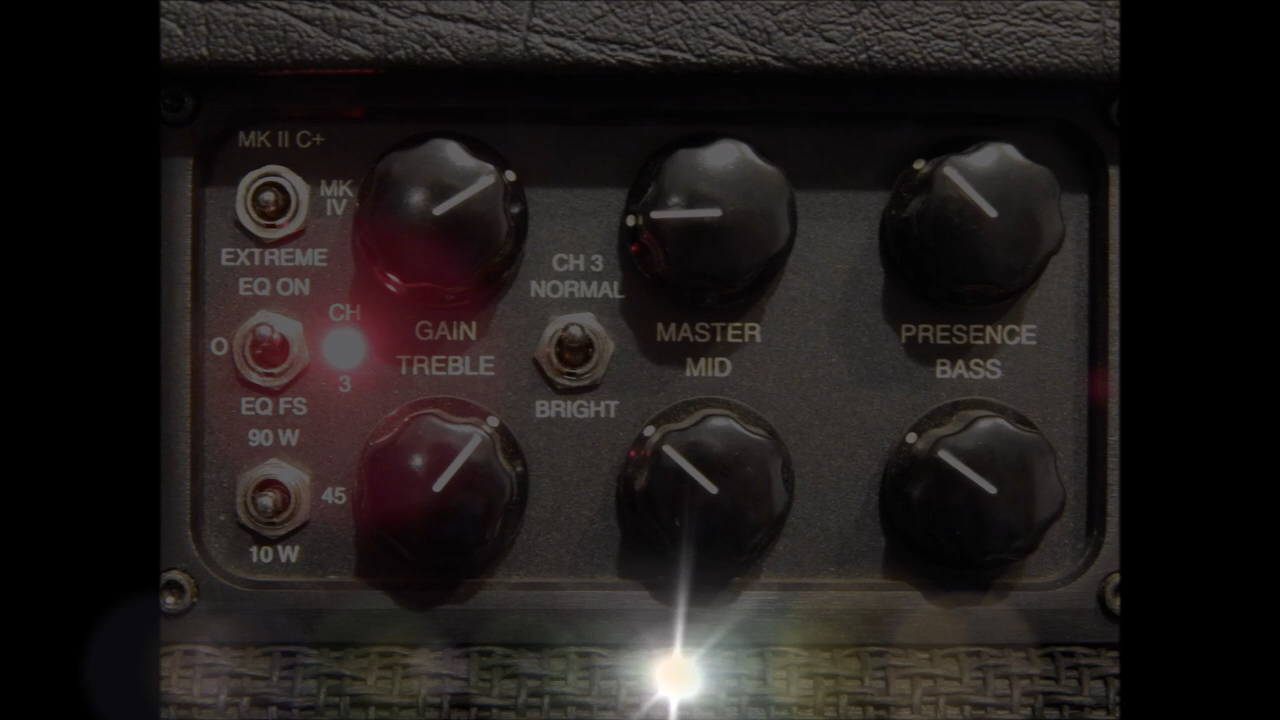 MK II C+
MK
IV
EXTREME
EQ ON
CH
O
3
EQ FS
90 W
45
10 W
GAIN
TREBLE
CH 3
NORMAL
BRIGHT
MASTER
MID
PRESENCE
BASS